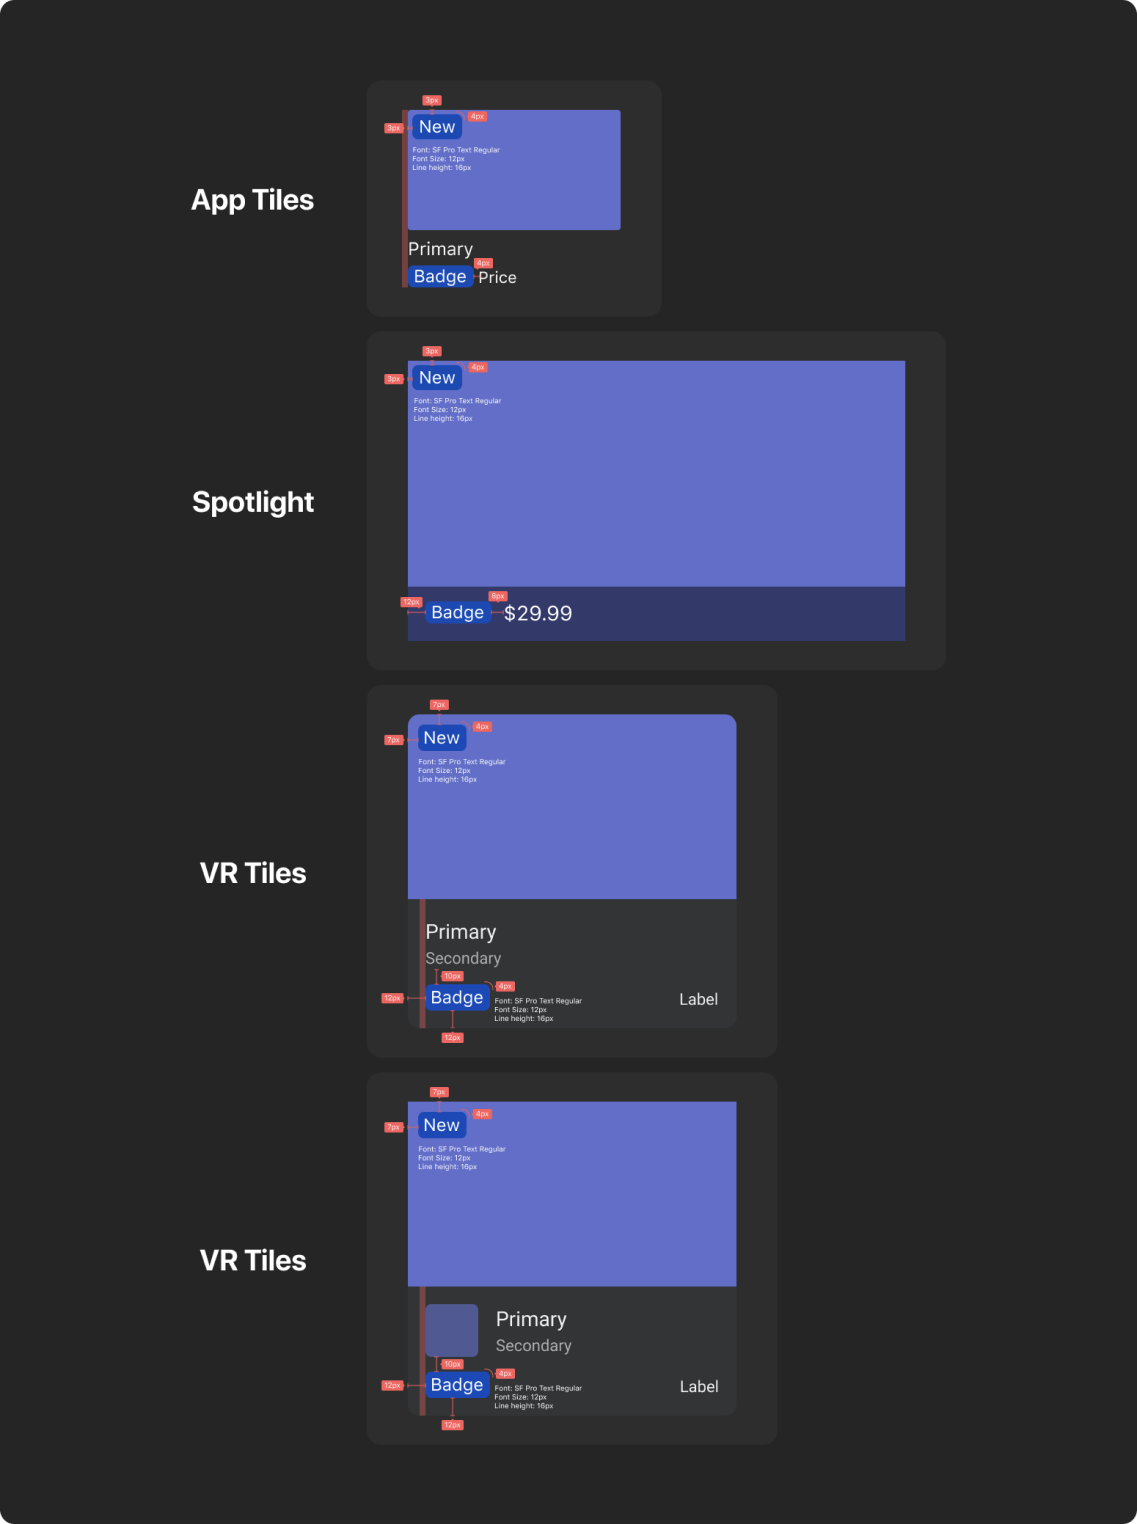 App Tiles
3px
3px
New
4px
Font: SF Pro Text Regular
Font Size: 12px
Line height: 16px
Primary
4px
Badge
Price
Spotlight
3px
3px
New
4px
Font: SF Pro Text Regular
Font Size: 12px
Line height: 16px
12px
Badge
8px
$29.99
VR Tiles
7px
7px
New
4px
Font: SF Pro Text Regular
Font Size: 12px
Line height: 16px
Primary
Secondary
10px
12px
Badge
4px
Font: SF Pro Text Regular
Font Size: 12px
Line height: 16px
Label
12px
VR Tiles
7px
7px
New
4px
Font: SF Pro Text Regular
Font Size: 12px
Line height: 16px
Primary
Secondary
10px
12px
Badge
4px
Font: SF Pro Text Regular
Font Size: 12px
Line height: 16px
Label
12px